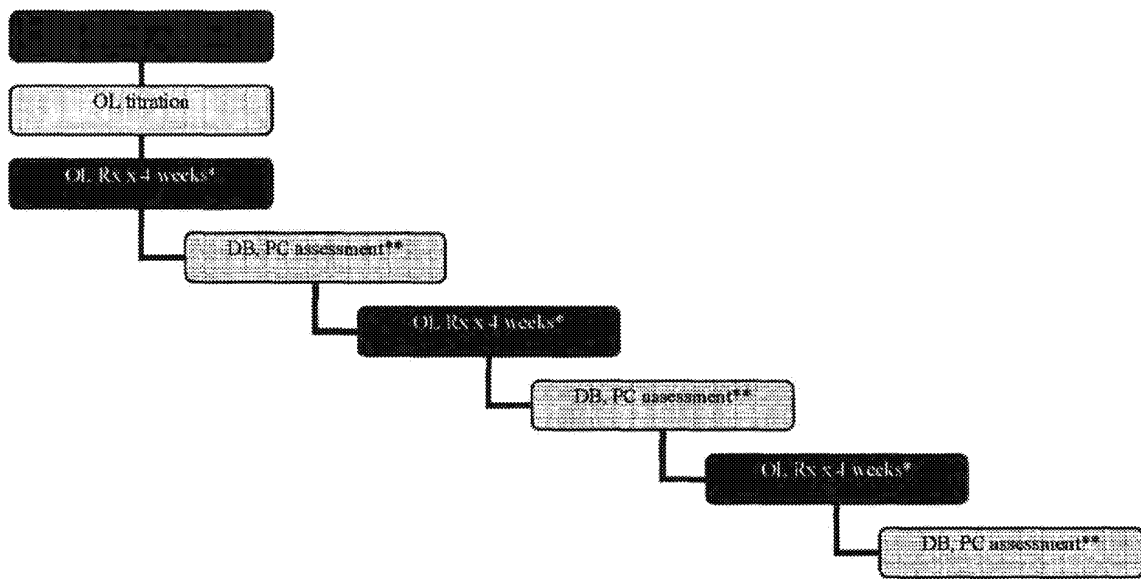 OL titration
OL Rx x 4 weeks*
DB, PC assessment**
OL Rx x 4 weeks*
DB, PC assessment**
OL Rx x 4 weeks*
DB, PC assessment**